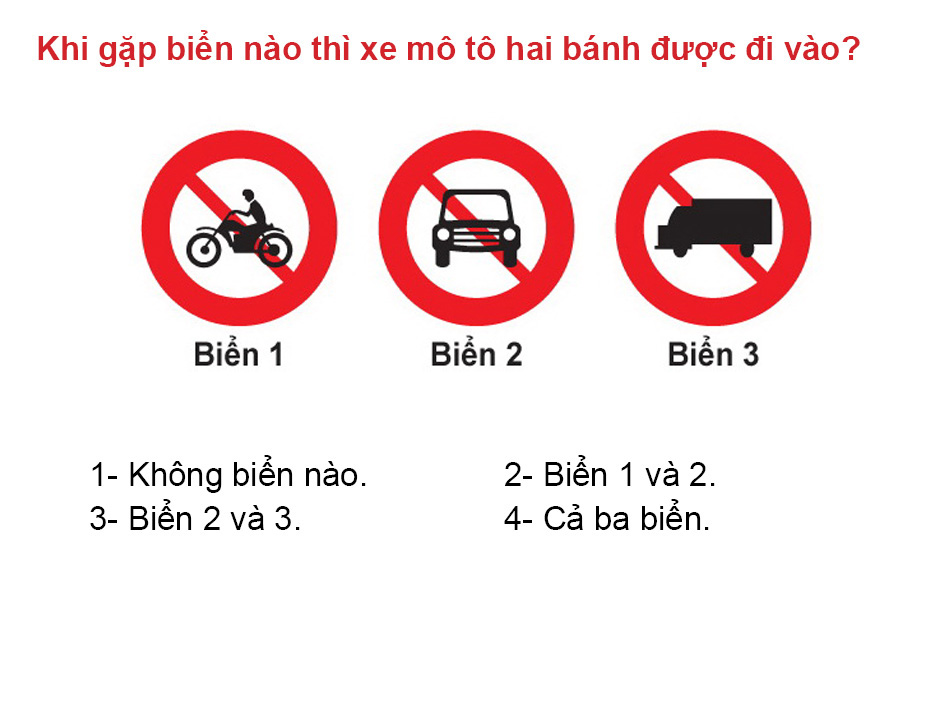 Khi gặp biển nào thì xe mô tô hai bánh được đi vào?
Biển 1 Biển 2 Biển 3
1- Không biển nào. 2- Biển 1 và 2.
3- Biển 2 và 3. 4- Cả ba biển.